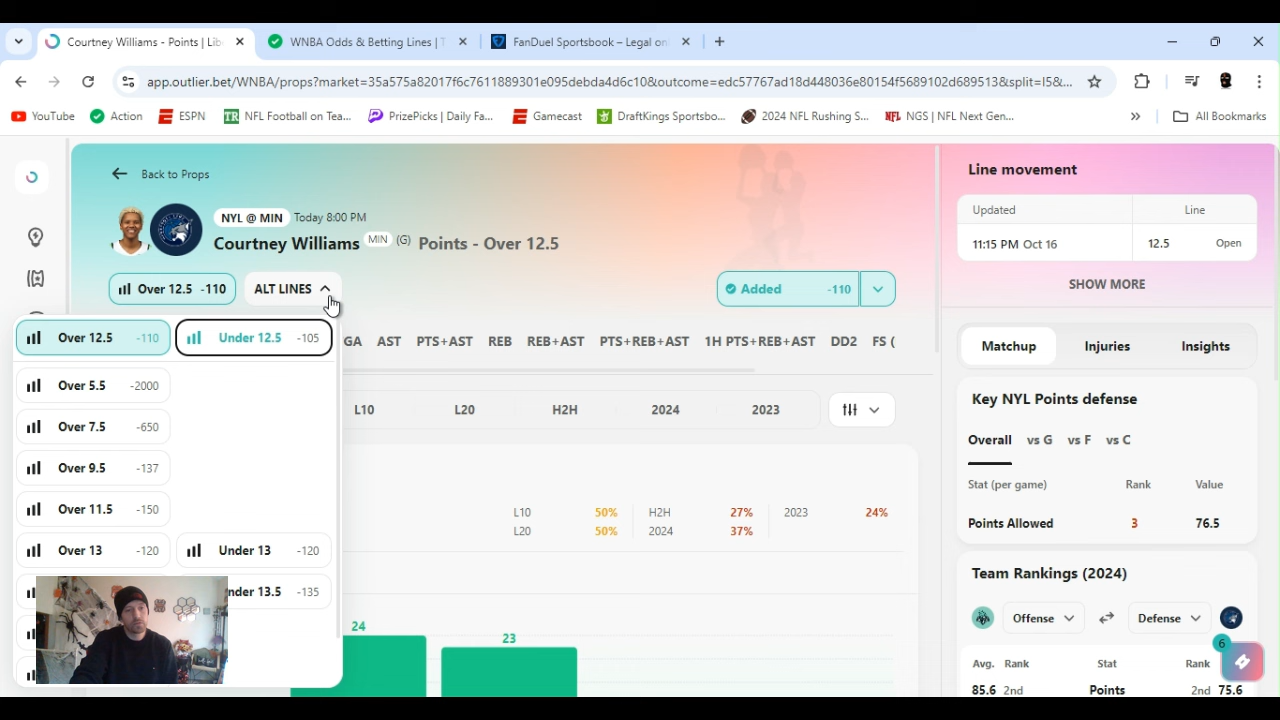 Courtney Williams - Points | Lib
WNBA Odds & Betting Lines | T
FanDuel Sportsbook – Legal on
app.outlier.bet/WNBA/props?market=35a575a82017f6c7611889301e095debda4d6c10&outcome=edc57767ad18d448036e80154f5689102d689513&split=l5&...
YouTube
Action
ESPN
NFL Football on Tea...
PrizePicks | Daily Fa...
Gamecast
DraftKings Sportsbo...
2024 NFL Rushing S...
NGS | NFL Next Gen...
»
All Bookmarks
Back to Props
NYL @ MIN Today 8:00 PM
Courtney Williams MIN (G) Points - Over 12.5
Over 12.5 -110
ALT LINES
Added -110
Over 12.5 -110
Under 12.5 -105
GA AST PTS+AST REB REB+AST PTS+REB+AST 1H PTS+REB+AST DD2 FS (
Over 5.5 -2000
Over 7.5 -650
Over 9.5 -137
Over 11.5 -150
Over 13 -120
Under 13 -120
nder 13.5 -135
L10 L20 H2H 2024 2023
L10 50% H2H 27% 2023 24%
L20 50% 2024 37%
24
23
Line movement
Updated Line
11:15 PM Oct 16 12.5 Open
SHOW MORE
Matchup Injuries Insights
Key NYL Points defense
Overall vs G vs F vs C
Stat (per game) Rank Value
Points Allowed 3 76.5
Team Rankings (2024)
Offense Defense
6
Avg. Rank Stat Rank
85.6 2nd Points 2nd 75.6